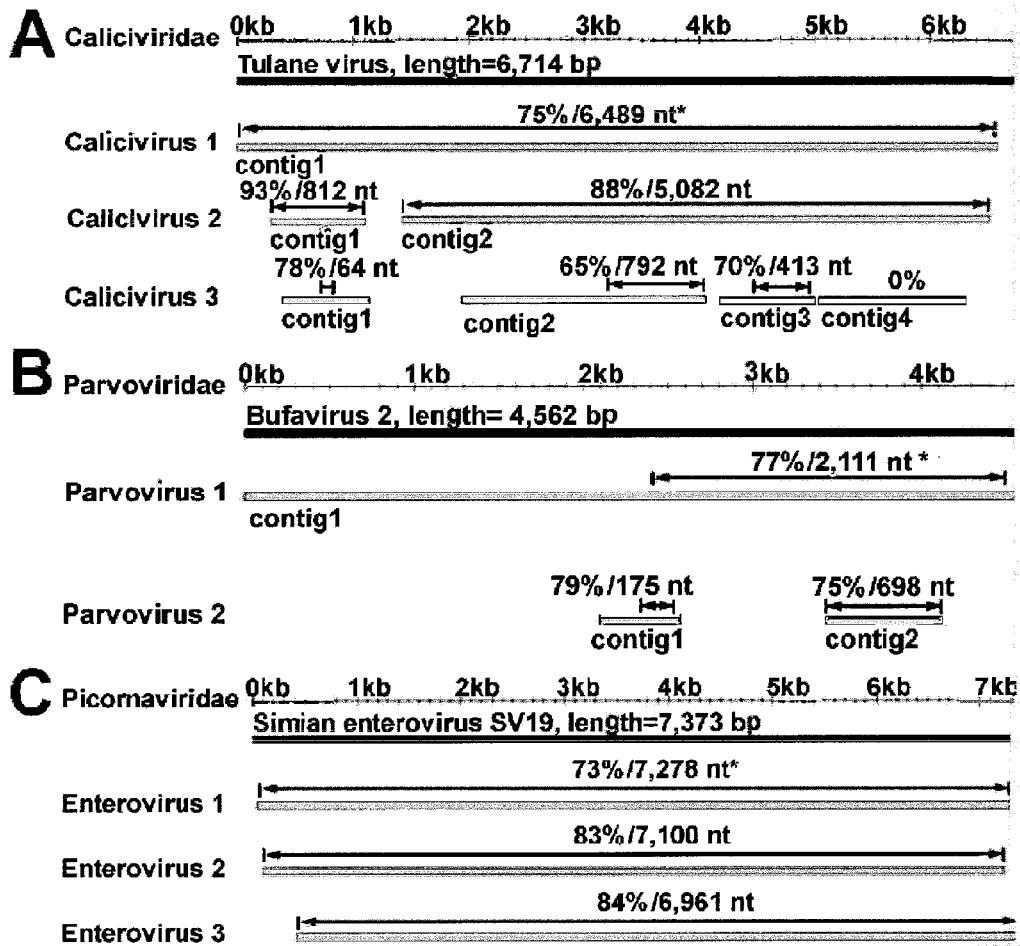 A Caliciviridae 0kb 1kb 2kb 3kb 4kb 5kb 6kb
Tulane virus, length=6,714 bp
75%/6,489 nt*
Calicivirus 1
contig1
93%/812 nt 88%/5,082 nt
Calicivirus 2
contig1 contig2
78%/64 nt 65%/792 nt 70%/413 nt 0%
Calicivirus 3
contig1 contig2 contig3 contig4
B Parvoviridae 0kb 1kb 2kb 3kb 4kb
Bufavirus 2, length= 4,562 bp
77%/2,111 nt *
Parvovirus 1
contig1
79%/175 nt 75%/698 nt
Parvovirus 2
contig1 contig2
C Picornaviridae 0kb 1kb 2kb 3kb 4kb 5kb 6kb 7kb
Simian enterovirus SV19, length=7,373 bp
73%/7,278 nt*
Enterovirus 1
83%/7,100 nt
Enterovirus 2
84%/6,961 nt
Enterovirus 3